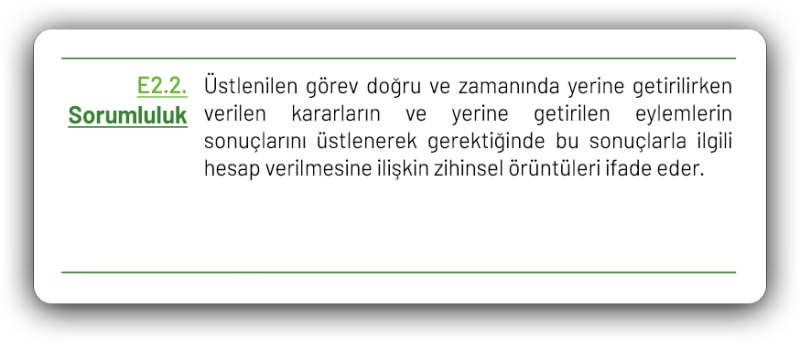 E2.2.
Sorumluluk
Üstlenilen görev doğru ve zamanında yerine getirilirken
verilen kararların ve yerine getirilen eylemlerin
sonuçlarını üstlenerek gerektiğinde bu sonuçlarla ilgili
hesap verilmesine ilişkin zihinsel örüntüleri ifade eder.